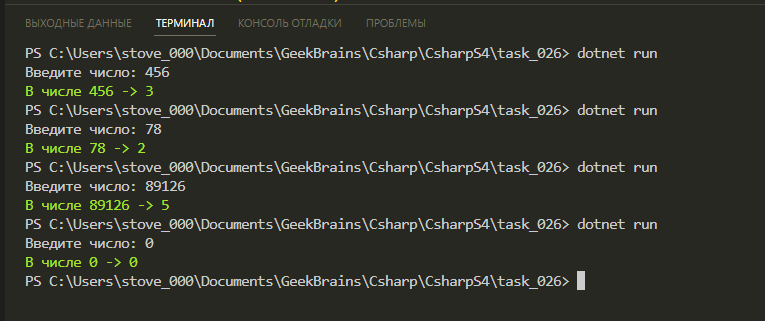 ВЫХОДНЫЕ ДАННЫЕ ТЕРМИНАЛ КОНСОЛЬ ОТЛАДКИ ПРОБЛЕМЫ
PS C:\Users\stove_000\Documents\GeekBrains\Csharp\CsharpS4\task_026> dotnet run
Введите число: 456
В числе 456 -> 3
PS C:\Users\stove_000\Documents\GeekBrains\Csharp\CsharpS4\task_026> dotnet run
Введите число: 78
В числе 78 -> 2
PS C:\Users\stove_000\Documents\GeekBrains\Csharp\CsharpS4\task_026> dotnet run
Введите число: 89126
В числе 89126 -> 5
PS C:\Users\stove_000\Documents\GeekBrains\Csharp\CsharpS4\task_026> dotnet run
Введите число: 0
В числе 0 -> 0
PS C:\Users\stove_000\Documents\GeekBrains\Csharp\CsharpS4\task_026>